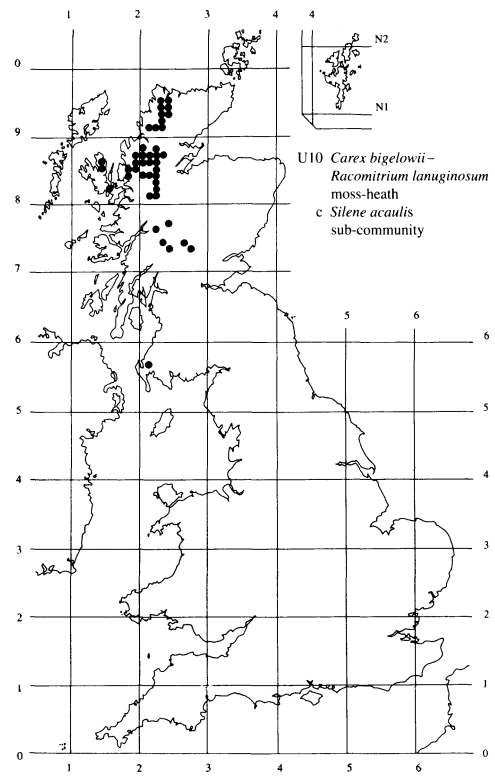 1 2 3 4
N2
0
N1
9
U10 Carex bigelowii –
Racomitrium lanuginosum
moss-heath
c Silene acaulis
sub-community
8
7
5 6
6 6
5 5
4 4
3 3
2 2
1 1
0 0
1 2 3 4 5 6